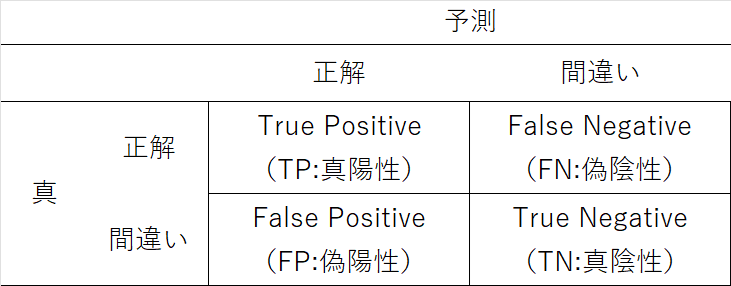 予測
正解 間違い
正解
True Positive
(TP:真陽性)
False Negative
(FN:偽陰性)
真
間違い
False Positive
(FP:偽陽性)
True Negative
(TN:真陰性)